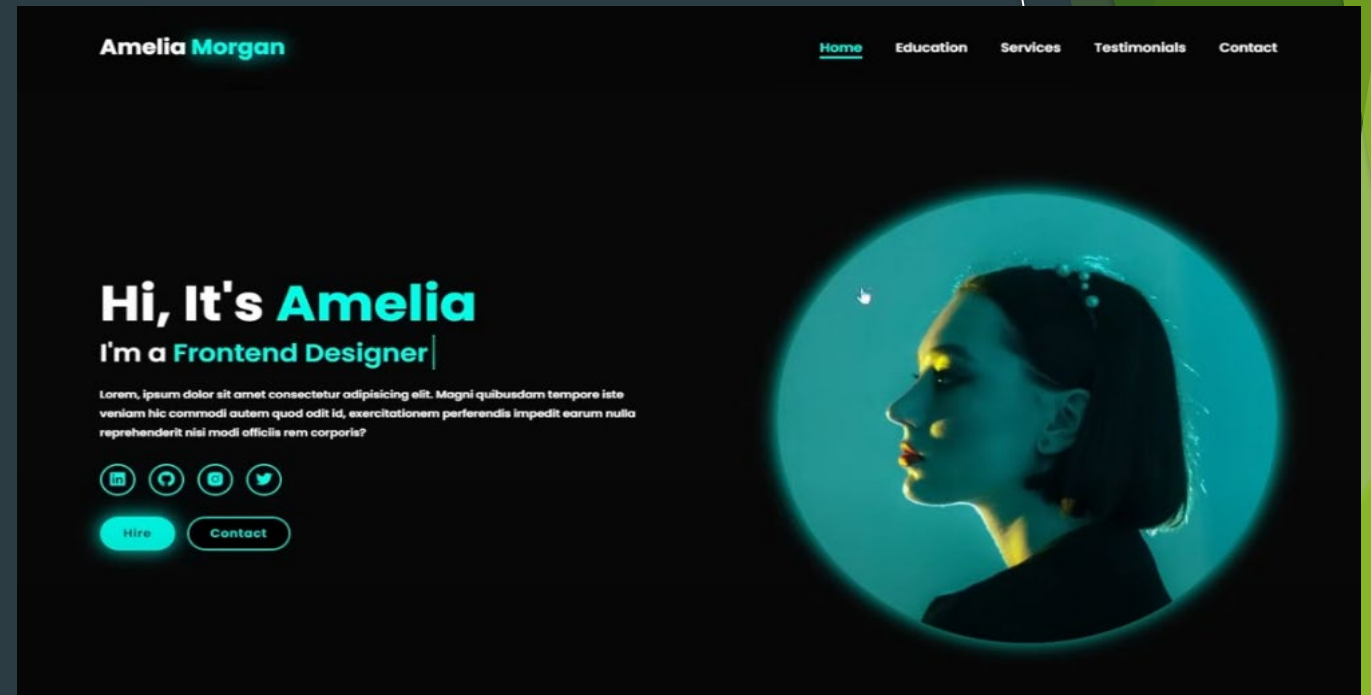 Amelia Morgan
Home Education Services Testimonials Contact
Hi, It's Amelia
I'm a Frontend Designer
Lorem, ipsum dolor sit amet consectetur adipisicing elit. Magni quibusdam tempore iste
veniam hic commodi autem quod odit id, exercitationem perferendis impedit earum nulla
reprehenderit nisi modi officiis rem corporis?
in
Hire Contact